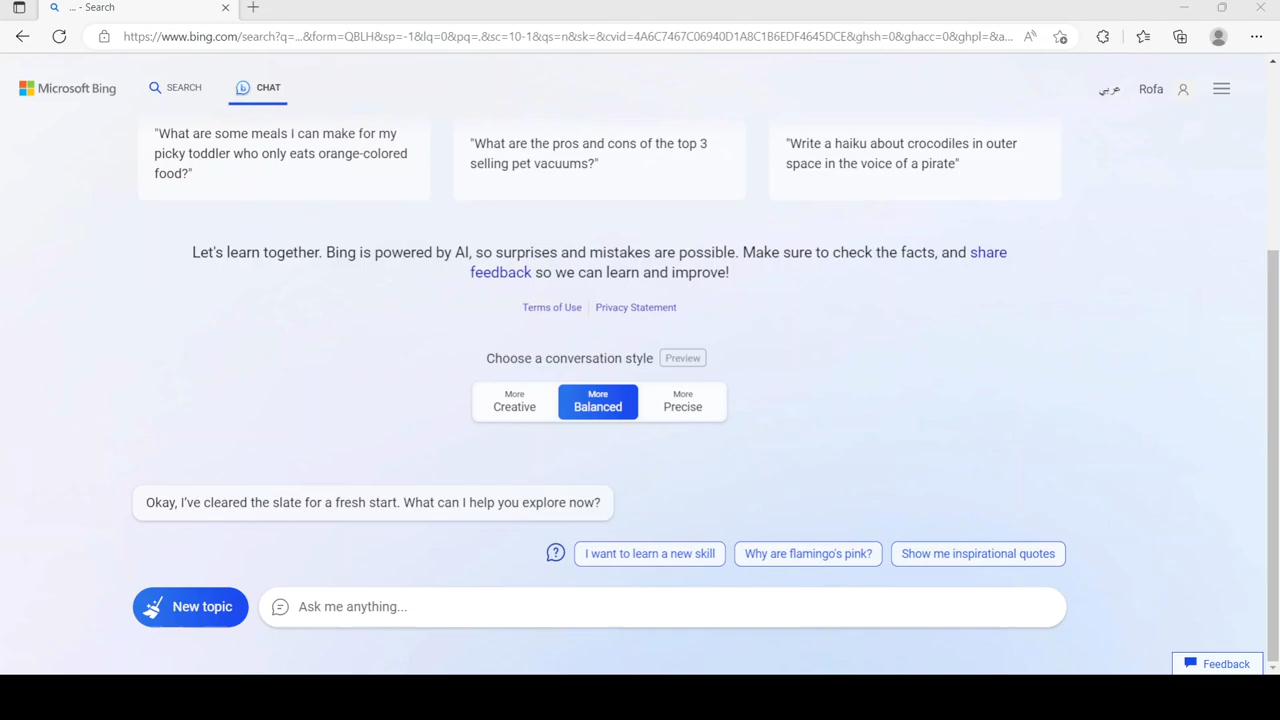 ... - Search
https://www.bing.com/search?q=...&form=QBLH&sp=-1&lq=0&pq=.&sc=10-1&qs=n&sk=&cvid=4A6C7467C06940D1A8C1B6EDF4645DCE&ghsh=0&ghacc=0&ghpl=&a...
Microsoft Bing
SEARCH
CHAT
عربي
Rofa
"What are some meals I can make for my
picky toddler who only eats orange-colored
food?"
"What are the pros and cons of the top 3
selling pet vacuums?"
"Write a haiku about crocodiles in outer
space in the voice of a pirate"
Let's learn together. Bing is powered by AI, so surprises and mistakes are possible. Make sure to check the facts, and share
feedback so we can learn and improve!
Terms of Use
Privacy Statement
Choose a conversation style Preview
More
Creative
More
Balanced
More
Precise
Okay, I've cleared the slate for a fresh start. What can I help you explore now?
I want to learn a new skill
Why are flamingo's pink?
Show me inspirational quotes
New topic
Ask me anything...
Feedback